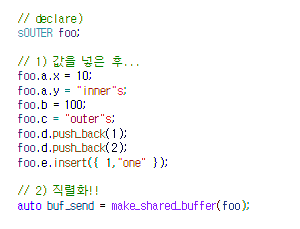 // declare)
sOUTER foo;
// 1) 값을 넣은 후...
foo.a.x = 10;
foo.a.y = "inner"s;
foo.b = 100;
foo.c = "outer"s;
foo.d.push_back(1);
foo.d.push_back(2);
foo.e.insert({ 1,"one" });
// 2) 직렬화!!
auto buf_send = make_shared_buffer(foo);